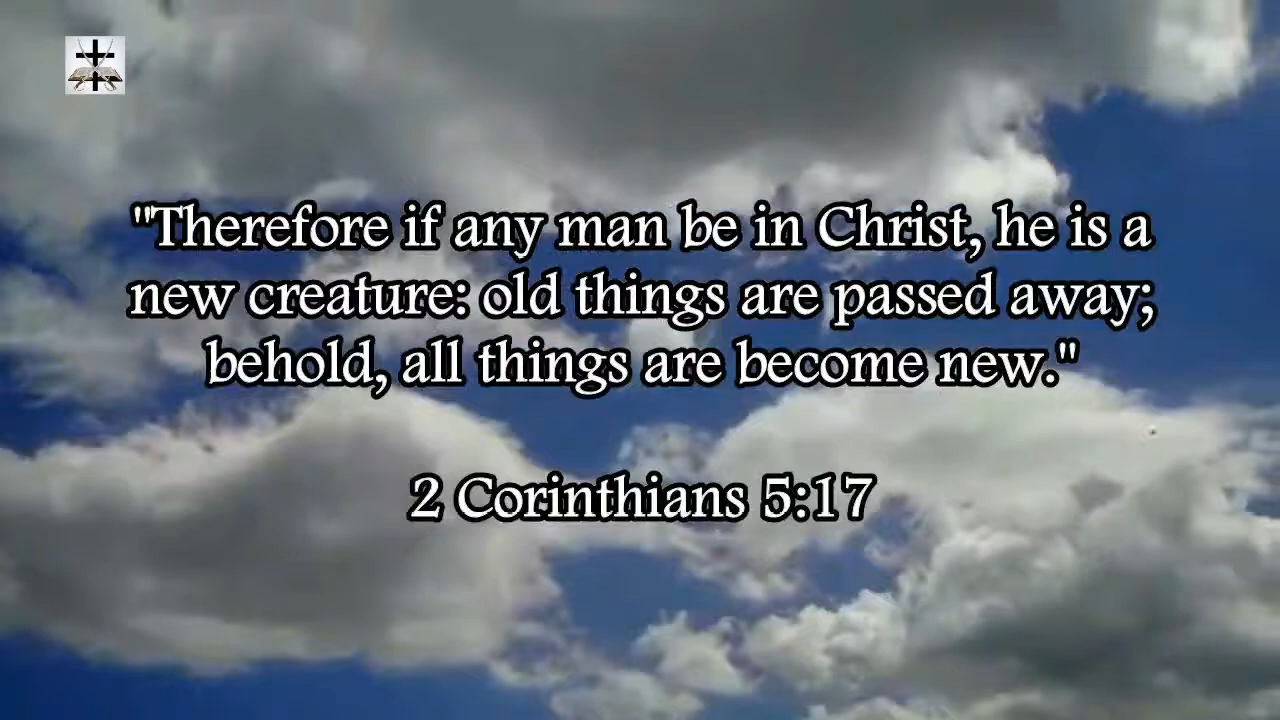 "Therefore if any man be in Christ, he is a
new creature: old things are passed away;
behold, all things are become new."
2 Corinthians 5:17